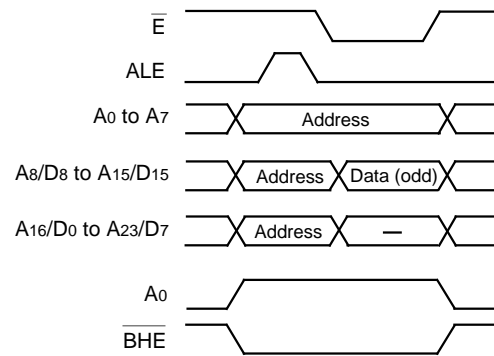 E
ALE
A0 to A7
Address
A8/D8 to A15/D15
Address
Data (odd)
A16/D0 to A23/D7
Address
—
A0
BHE